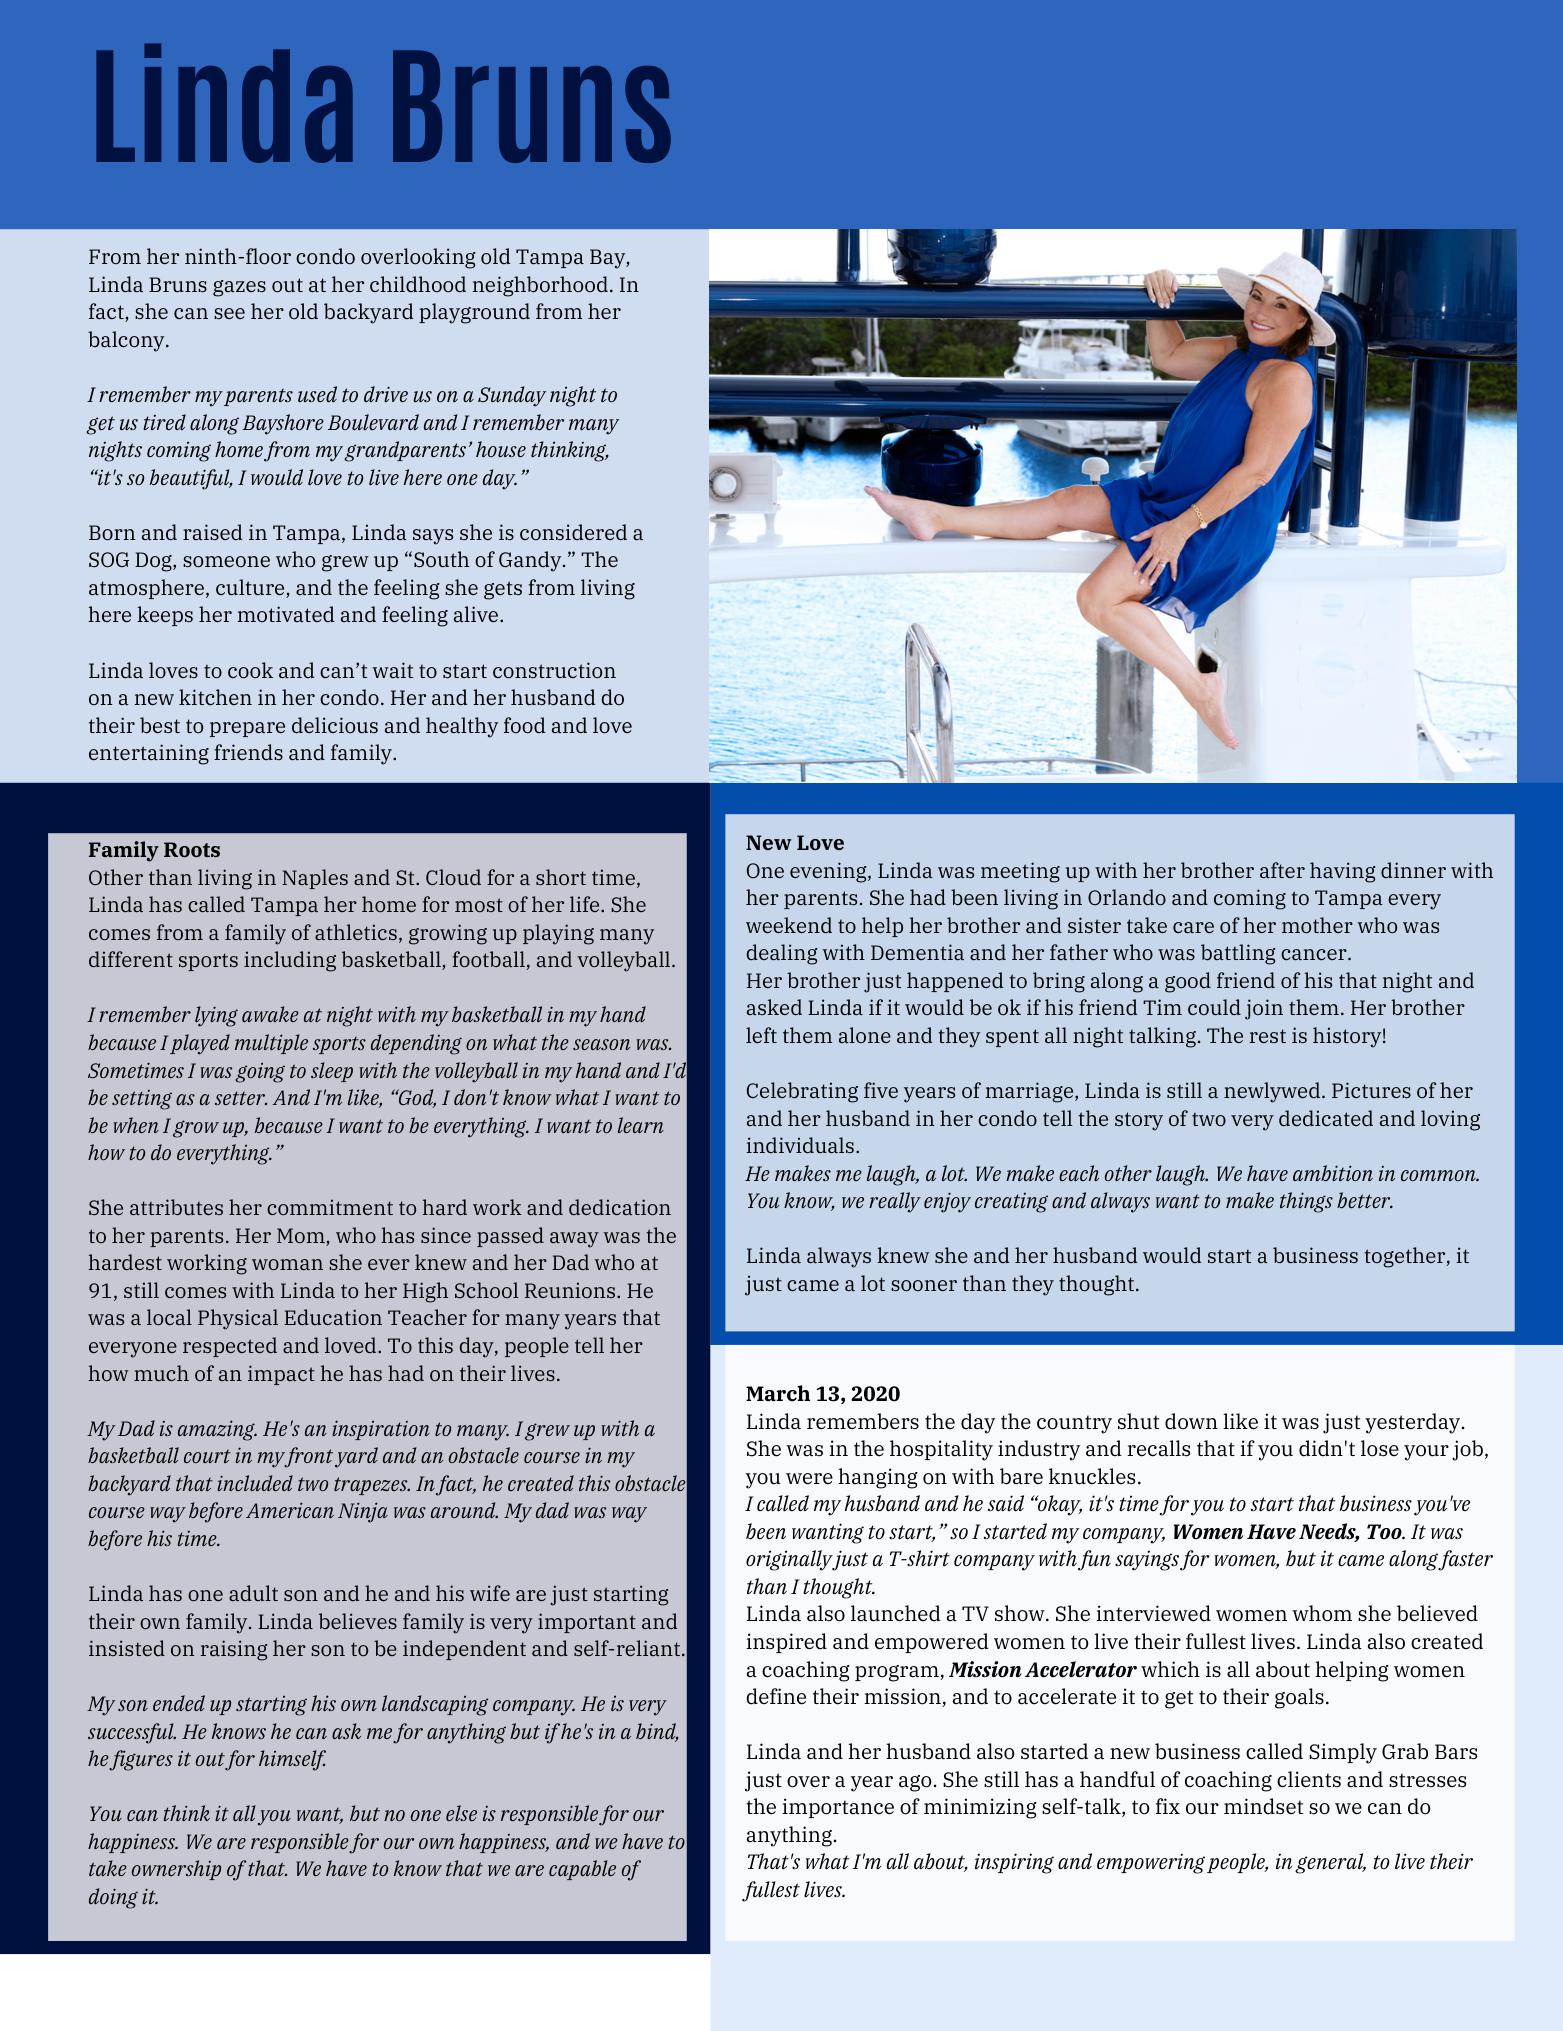 Linda Bruns
From her ninth-floor condo overlooking old Tampa Bay,
Linda Bruns gazes out at her childhood neighborhood. In
fact, she can see her old backyard playground from her
balcony.
I remember my parents used to drive us on a Sunday night to
get us tired along Bayshore Boulevard and I remember many
nights coming home from my grandparents’ house thinking,
“it's so beautiful, I would love to live here one day.”
Born and raised in Tampa, Linda says she is considered a
SOG Dog, someone who grew up “South of Gandy.” The
atmosphere, culture, and the feeling she gets from living
here keeps her motivated and feeling alive.
Linda loves to cook and can’t wait to start construction
on a new kitchen in her condo. Her and her husband do
their best to prepare delicious and healthy food and love
entertaining friends and family.
Family Roots
Other than living in Naples and St. Cloud for a short time,
Linda has called Tampa her home for most of her life. She
comes from a family of athletics, growing up playing many
different sports including basketball, football, and volleyball.
I remember lying awake at night with my basketball in my hand
because I played multiple sports depending on what the season was.
Sometimes I was going to sleep with the volleyball in my hand and I'd
be setting as a setter. And I'm like, “God, I don't know what I want to
be when I grow up, because I want to be everything. I want to learn
how to do everything.”
She attributes her commitment to hard work and dedication
to her parents. Her Mom, who has since passed away was the
hardest working woman she ever knew and her Dad who at
91, still comes with Linda to her High School Reunions. He
was a local Physical Education Teacher for many years that
everyone respected and loved. To this day, people tell her
how much of an impact he has had on their lives.
My Dad is amazing. He's an inspiration to many. I grew up with a
basketball court in my front yard and an obstacle course in my
backyard that included two trapezes. In fact, he created this obstacle
course way before American Ninja was around. My dad was way
before his time.
Linda has one adult son and he and his wife are just starting
their own family. Linda believes family is very important and
insisted on raising her son to be independent and self-reliant.
My son ended up starting his own landscaping company. He is very
successful. He knows he can ask me for anything but if he's in a bind,
he figures it out for himself.
You can think it all you want, but no one else is responsible for our
happiness. We are responsible for our own happiness, and we have to
take ownership of that. We have to know that we are capable of
doing it.
New Love
One evening, Linda was meeting up with her brother after having dinner with
her parents. She had been living in Orlando and coming to Tampa every
weekend to help her brother and sister take care of her mother who was
dealing with Dementia and her father who was battling cancer.
Her brother just happened to bring along a good friend of his that night and
asked Linda if it would be ok if his friend Tim could join them. Her brother
left them alone and they spent all night talking. The rest is history!
Celebrating five years of marriage, Linda is still a newlywed. Pictures of her
and her husband in her condo tell the story of two very dedicated and loving
individuals.
He makes me laugh, a lot. We make each other laugh. We have ambition in common.
You know, we really enjoy creating and always want to make things better.
Linda always knew she and her husband would start a business together, it
just came a lot sooner than they thought.
March 13, 2020
Linda remembers the day the country shut down like it was just yesterday.
She was in the hospitality industry and recalls that if you didn't lose your job,
you were hanging on with bare knuckles.
I called my husband and he said “okay, it's time for you to start that business you've
been wanting to start,” so I started my company, Women Have Needs, Too. It was
originally just a T-shirt company with fun sayings for women, but it came along faster
than I thought.
Linda also launched a TV show. She interviewed women whom she believed
inspired and empowered women to live their fullest lives. Linda also created
a coaching program, Mission Accelerator which is all about helping women
define their mission, and to accelerate it to get to their goals.
Linda and her husband also started a new business called Simply Grab Bars
just over a year ago. She still has a handful of coaching clients and stresses
the importance of minimizing self-talk, to fix our mindset so we can do
anything.
That's what I'm all about, inspiring and empowering people, in general, to live their
fullest lives.